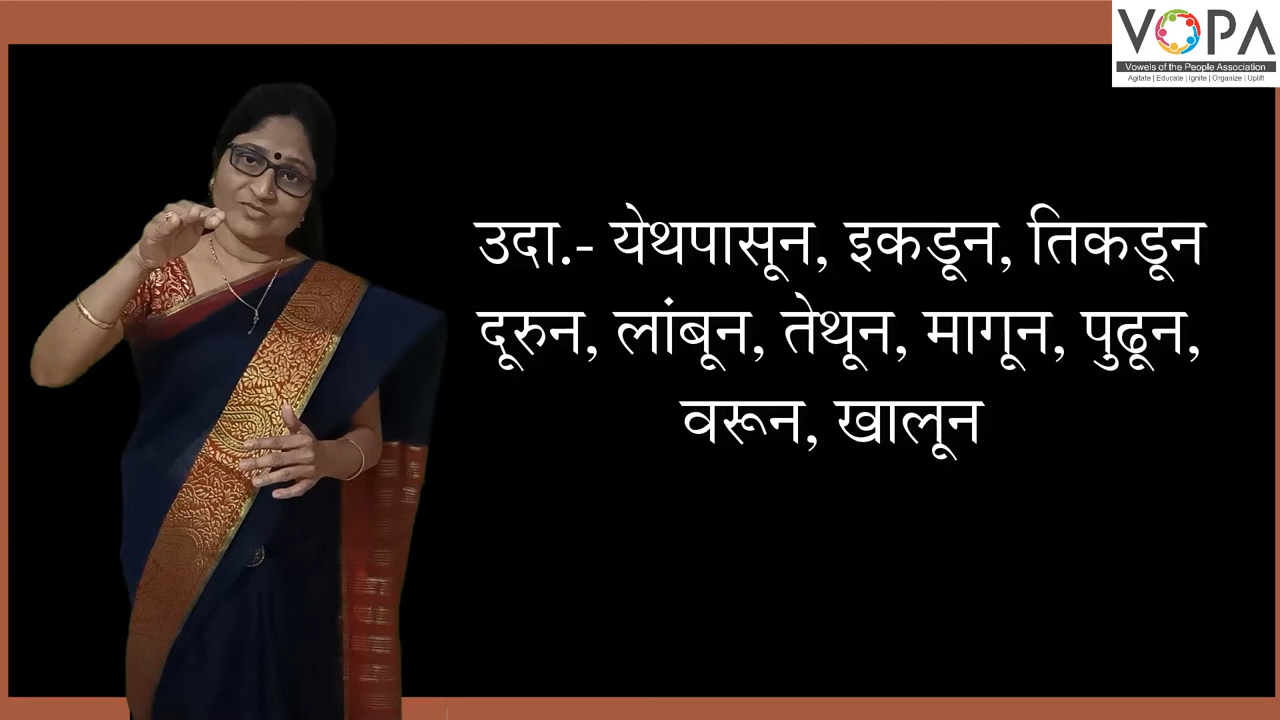 VOPA
Vowels of the People Association
Agitate | Educate | Ignite | Organize | Uplift
उदा.- येथपासून, इकडून, तिकडून
दूरुन, लांबून, तेथून, मागून, पुढून,
वरून, खालून